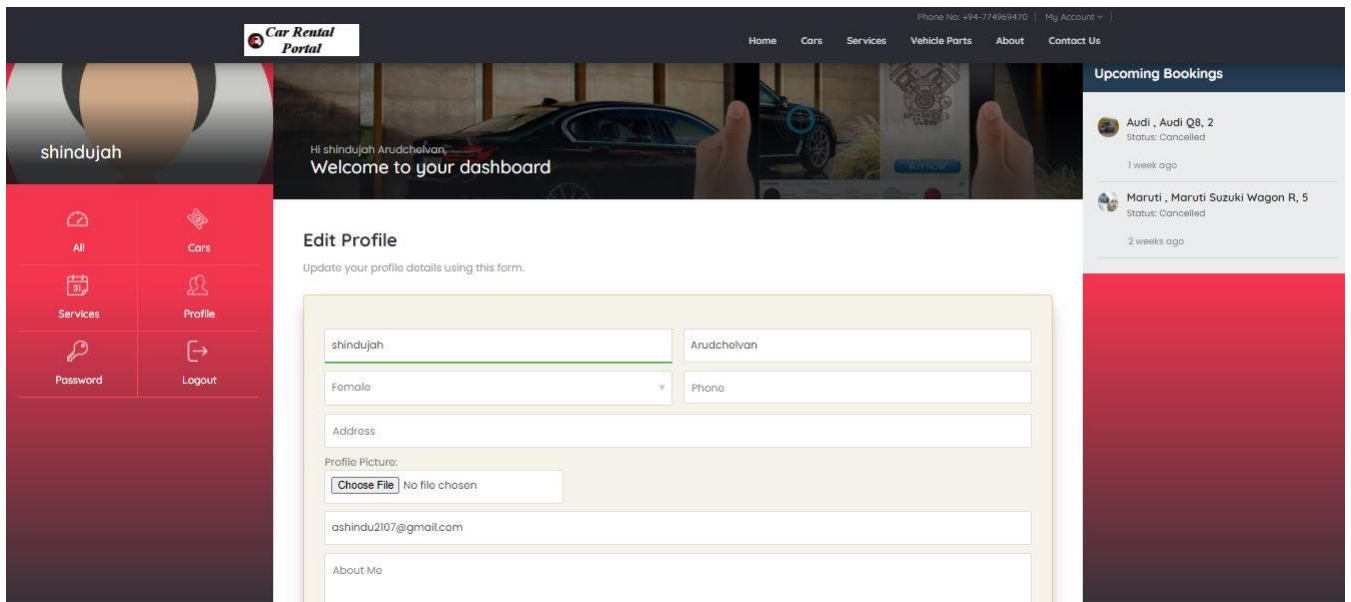 Phone No: +94-774969470 My Account
Car Rental
Portal
Home Cars Services Vehicle Parts About Contact Us
shindujah
Hi shindujah Arudchelvan,
Welcome to your dashboard
BUY NOW
Upcoming Bookings
Audi , Audi Q8, 2
Status: Cancelled
1 week ago
Maruti , Maruti Suzuki Wagon R, 5
Status: Cancelled
2 weeks ago
All Cars
Services Profile
Password Logout
Edit Profile
Update your profile details using this form.
shindujah Arudchelvan
Female Phone
Address
Profile Picture:
Choose File No file chosen
ashindu2107@gmail.com
About Me